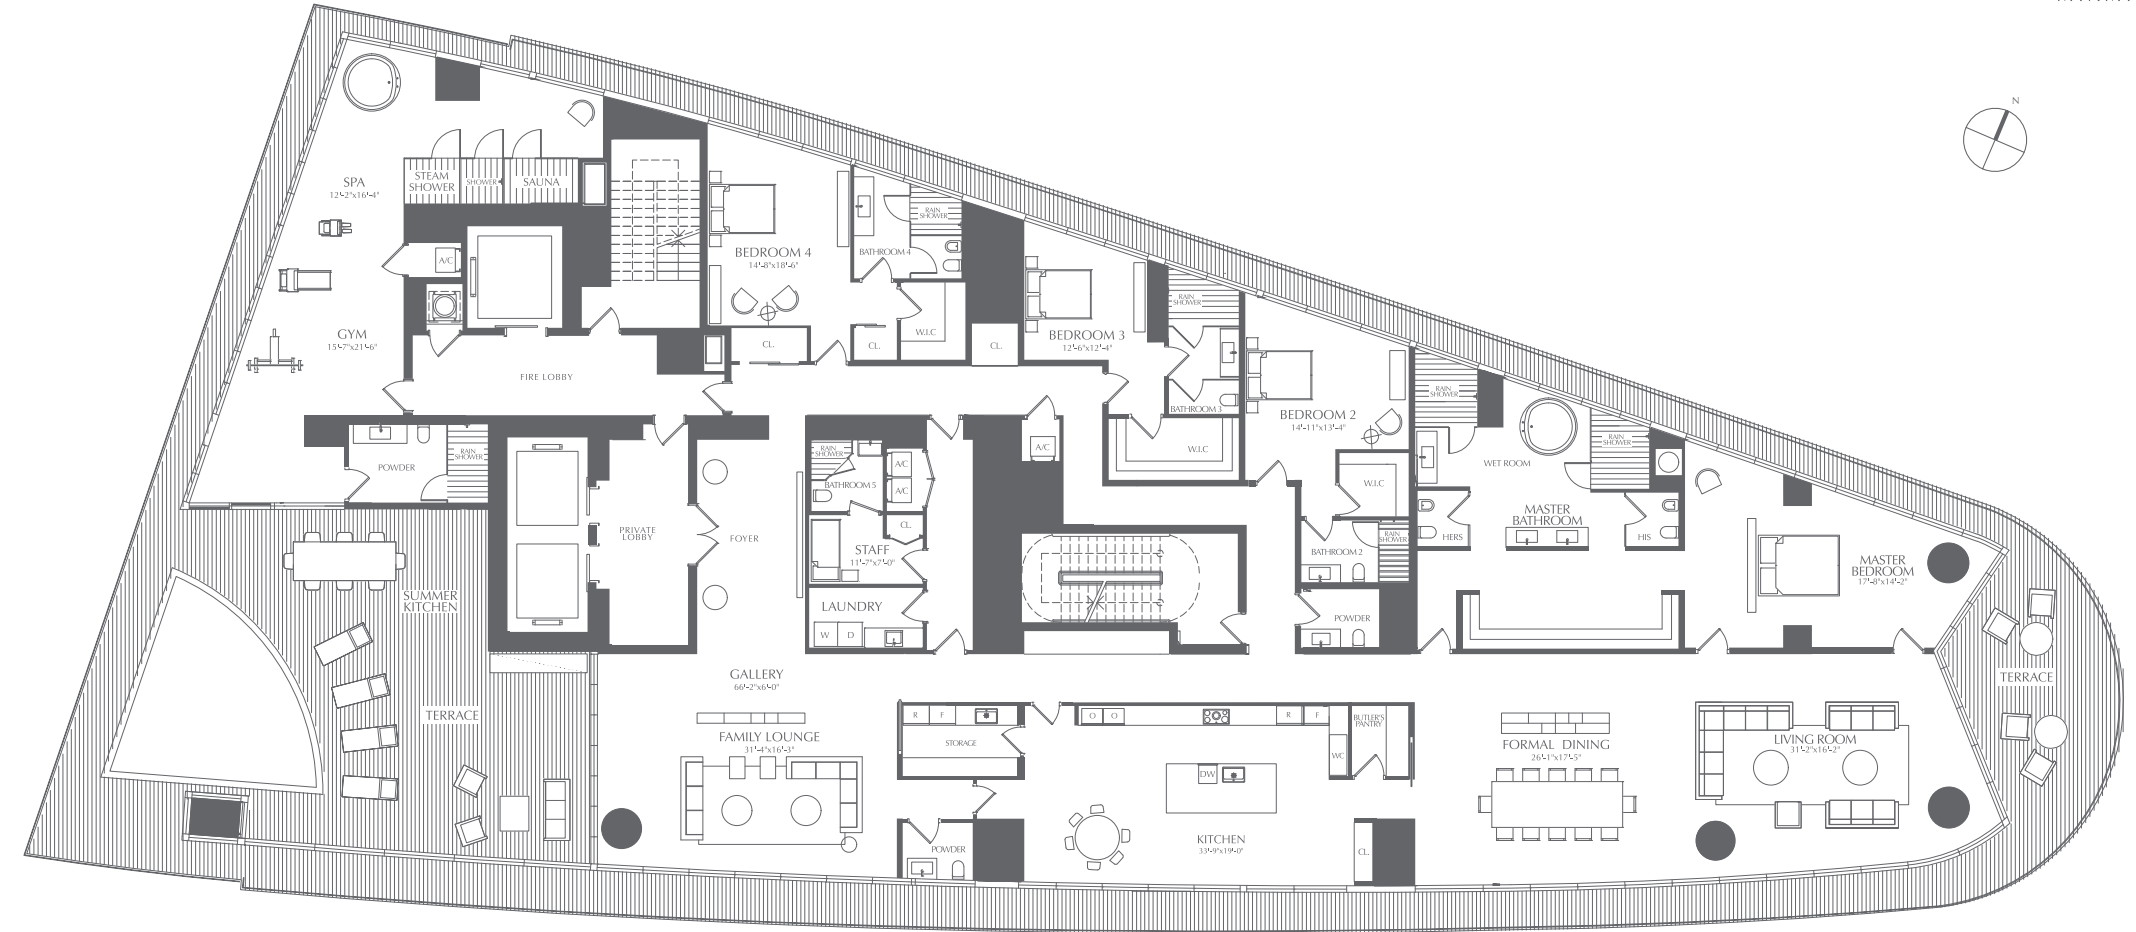 N
SPA
12'-2"x16'-4"
STEAM
SHOWER
SHOWER
SAUNA
A/C
GYM
15'-7"x21'-6"
FIRE LOBBY
BEDROOM 4
14'-8"x18'-6"
RAIN
SHOWER
BATHROOM 4
W.I.C
CL.
CL.
CL.
BEDROOM 3
12'-6"x12'-4"
RAIN
SHOWER
BATHROOM 3
W.I.C
BEDROOM 2
14'-11"x13'-4"
W.I.C
RAIN
SHOWER
BATHROOM 2
POWDER
RAIN
SHOWER
WET ROOM
RAIN
SHOWER
MASTER
BATHROOM
HERS
HIS
MASTER
BEDROOM
17'-8"x14'-2"
TERRACE
POWDER
RAIN
SHOWER
PRIVATE
LOBBY
FOYER
RAIN
SHOWER
BATHROOM 5
A/C
A/C
CL.
STAFF
11'-7"x7'-0"
LAUNDRY
W
D
A/C
SUMMER
KITCHEN
TERRACE
GALLERY
66'-2"x6'-0"
FAMILY LOUNGE
31'-4"x16'-3"
R
F
STORAGE
POWDER
O
O
R
F
WC
BUTLER'S
PANTRY
DW
KITCHEN
33'-9"x19'-0"
CL.
FORMAL DINING
26'-1"x17'-5"
LIVING ROOM
31'-2"x16'-2"